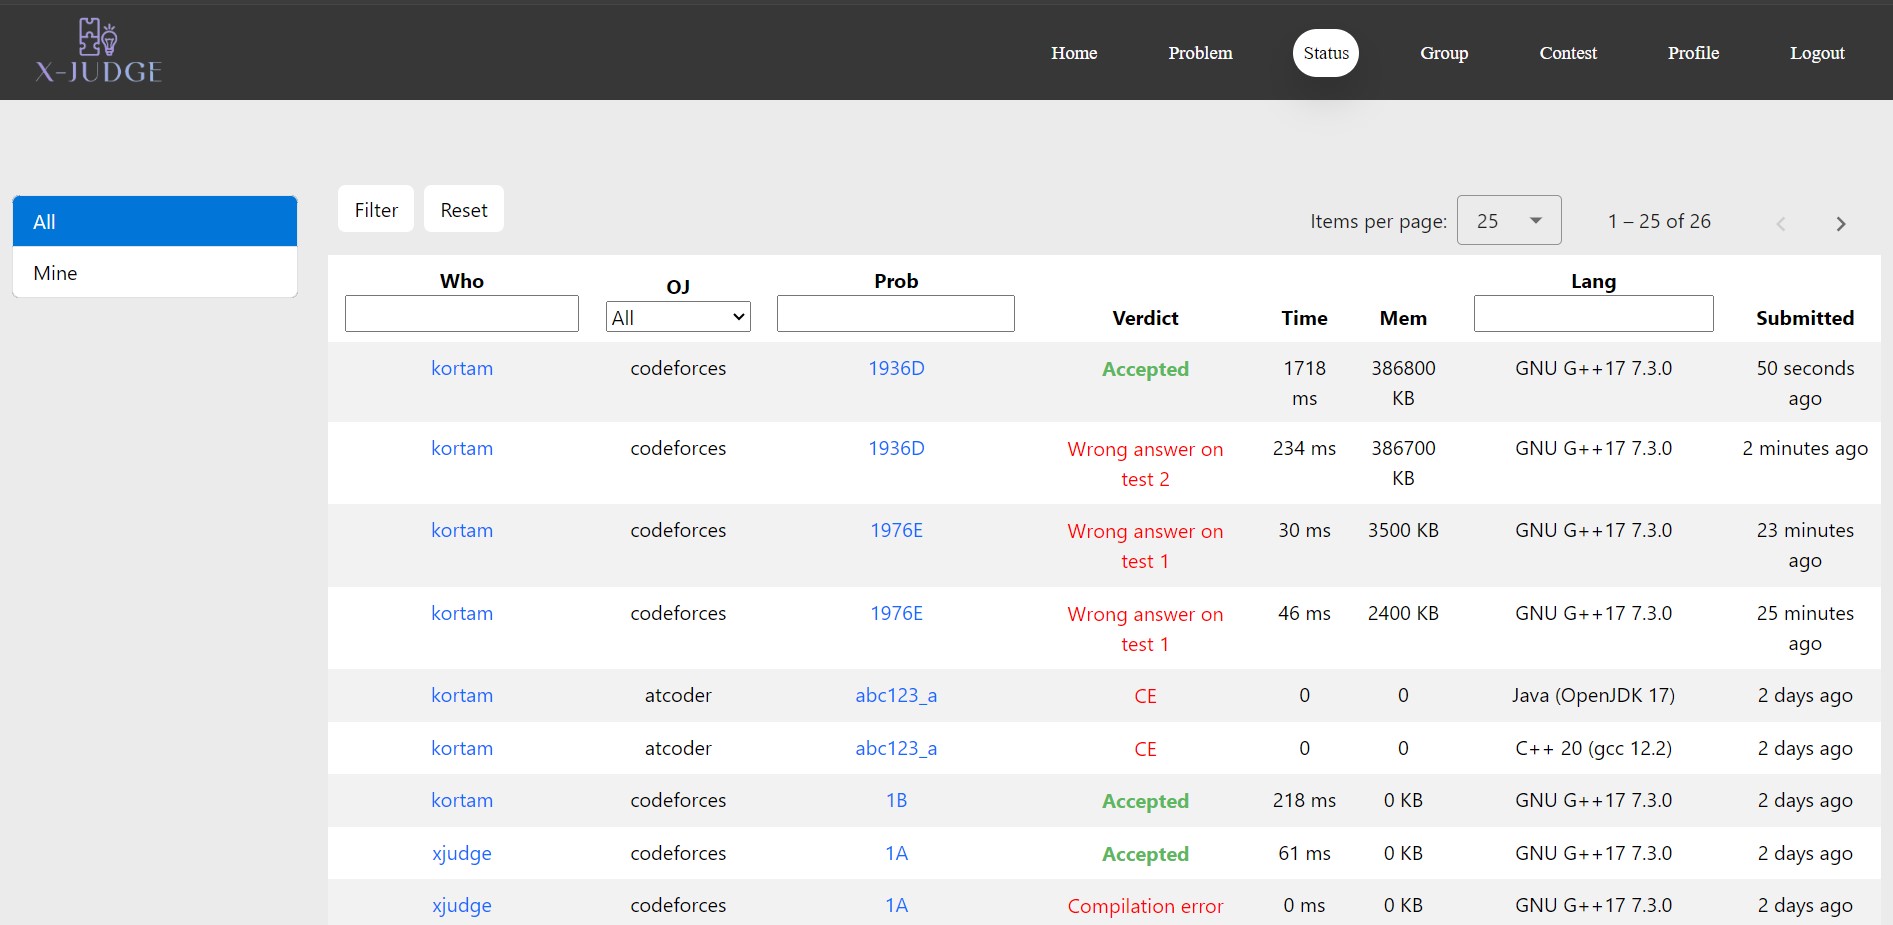 X-JUDGE
Home Problem Status Group Contest Profile Logout
All
Mine
Filter Reset
Items per page: 25 1 – 25 of 26
Who OJ Prob Verdict Time Mem Lang Submitted
All
kortam codeforces 1936D Accepted 1718 ms 386800 KB GNU G++17 7.3.0 50 seconds ago
kortam codeforces 1936D Wrong answer on test 2 234 ms 386700 KB GNU G++17 7.3.0 2 minutes ago
kortam codeforces 1976E Wrong answer on test 1 30 ms 3500 KB GNU G++17 7.3.0 23 minutes ago
kortam codeforces 1976E Wrong answer on test 1 46 ms 2400 KB GNU G++17 7.3.0 25 minutes ago
kortam atcoder abc123_a CE 0 0 Java (OpenJDK 17) 2 days ago
kortam atcoder abc123_a CE 0 0 C++ 20 (gcc 12.2) 2 days ago
kortam codeforces 1B Accepted 218 ms 0 KB GNU G++17 7.3.0 2 days ago
xjudge codeforces 1A Accepted 61 ms 0 KB GNU G++17 7.3.0 2 days ago
xjudge codeforces 1A Compilation error 0 ms 0 KB GNU G++17 7.3.0 2 days ago